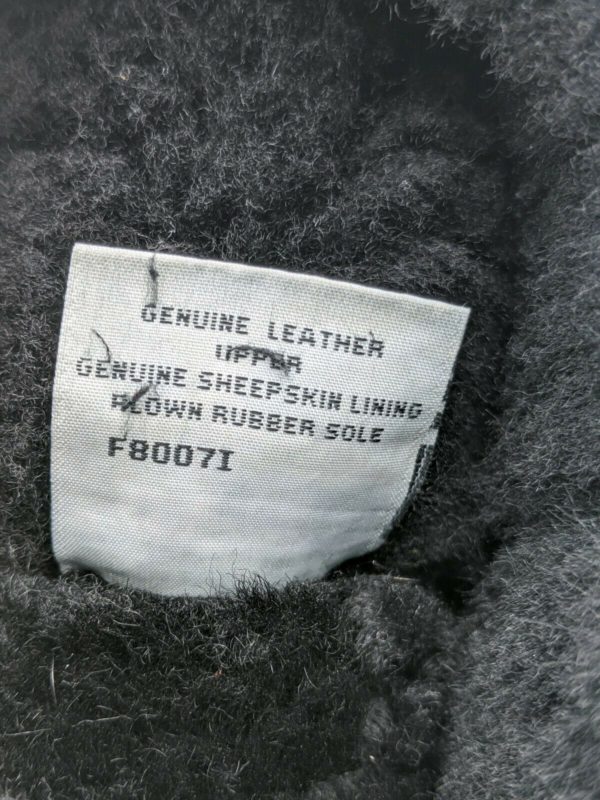 GENUINE LEATHER
UPPER
GENUINE SHEEPSKIN LINING
BLOWN RUBBER SOLE
F8007I